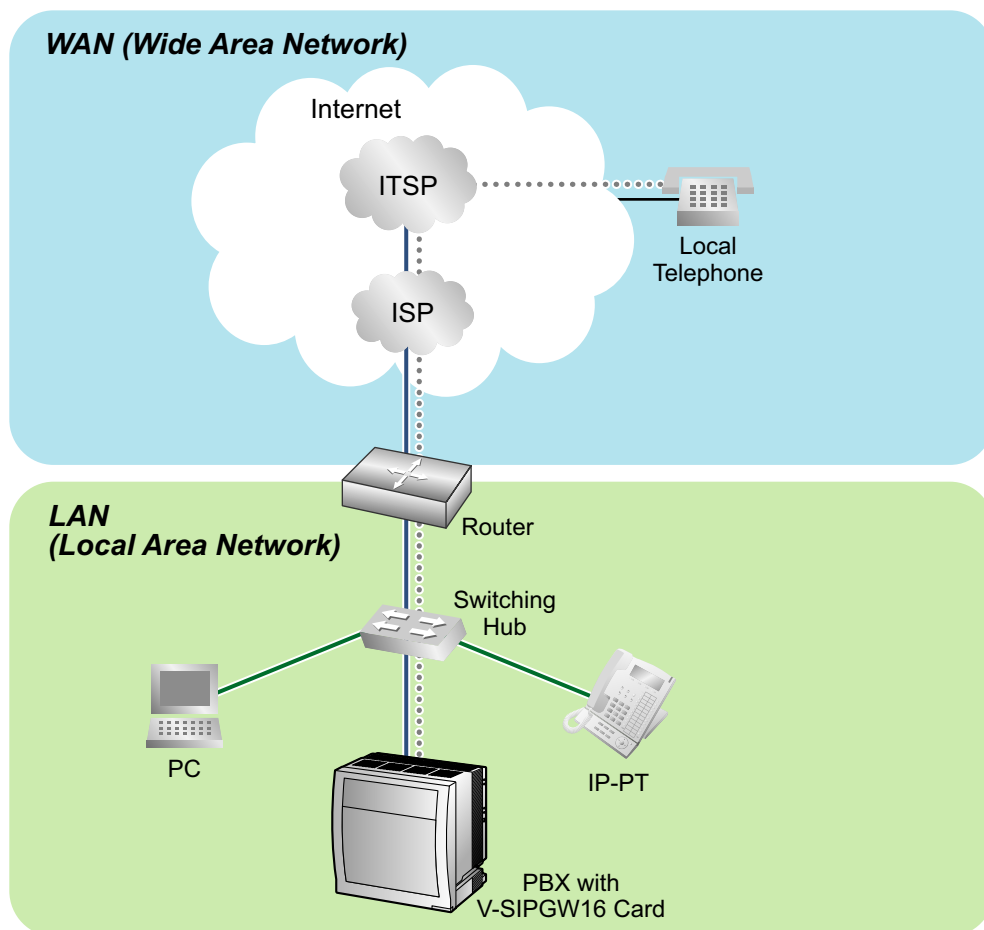 WAN (Wide Area Network)
Internet
ITSP
Local
Telephone
ISP
LAN
(Local Area Network)
Router
Switching
Hub
PC
IP-PT
PBX with
V-SIPGW16 Card